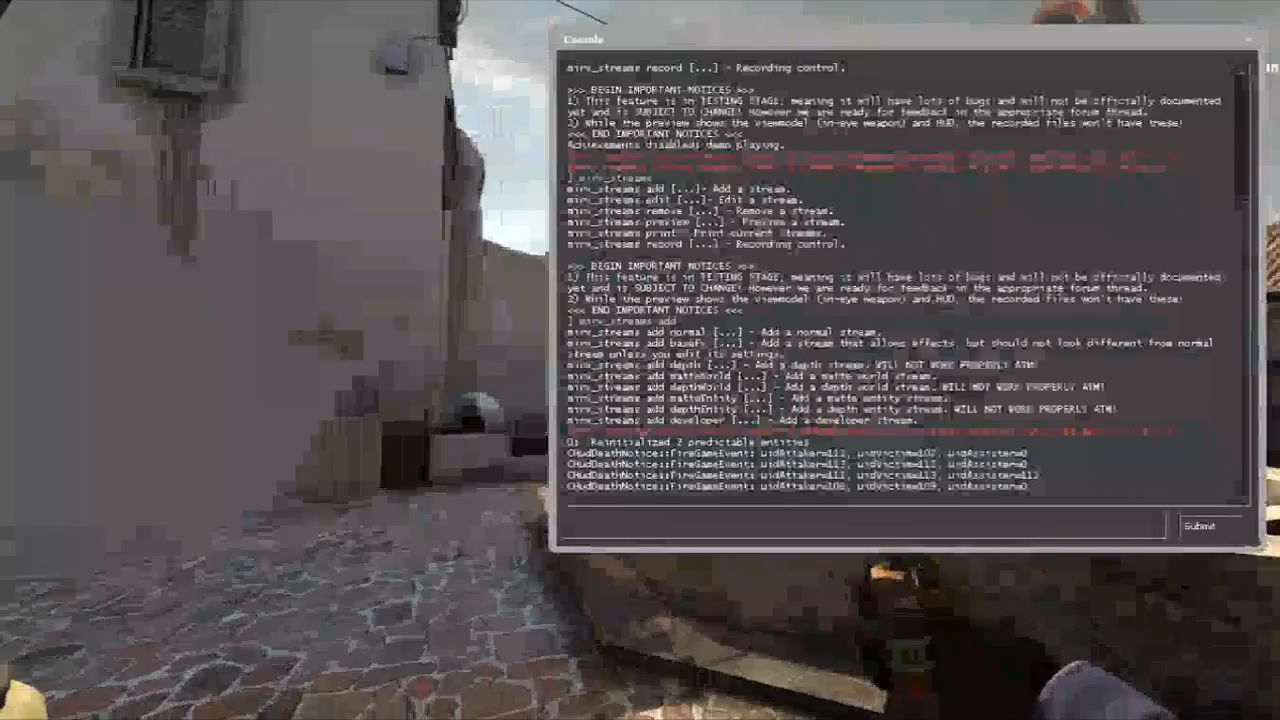 Console
mirv_streams record [...] - Recording control.
>>> BEGIN IMPORTANT NOTICES >>>
1) This feature is in TESTING STAGE, meaning it will have lots of bugs and will not be officially documented
yet and is SUBJECT TO CHANGE! However we are ready for feedback in the appropriate forum thread.
2) While the preview shows the viewmodel (in-eye weapon) and HUD, the recorded files won't have these!
<<< END IMPORTANT NOTICES <<<
Achievements disabled: demo playing.
] mirv_streams
mirv_streams add [...]- Add a stream.
mirv_streams edit [...]- Edit a stream.
mirv_streams remove [...] - Remove a stream.
mirv_streams preview [...] - Preview a stream.
mirv_streams print - Print current streams.
mirv_streams record [...] - Recording control.
>>> BEGIN IMPORTANT NOTICES >>>
1) This feature is in TESTING STAGE, meaning it will have lots of bugs and will not be officially documented
yet and is SUBJECT TO CHANGE! However we are ready for feedback in the appropriate forum thread.
2) While the preview shows the viewmodel (in-eye weapon) and HUD, the recorded files won't have these!
<<< END IMPORTANT NOTICES <<<
] mirv_streams add
mirv_streams add normal [...] - Add a normal stream.
mirv_streams add baseFx [...] - Add a stream that allows effects, but should not look different from normal
stream unless you edit its settings.
mirv_streams add depth [...] - Add a depth stream. WILL NOT WORK PROPERLY ATM!
mirv_streams add matteWorld [...] - Add a matte world stream.
mirv_streams add depthWorld [...] - Add a depth world stream. WILL NOT WORK PROPERLY ATM!
mirv_streams add matteEntity [...] - Add a matte entity stream.
mirv_streams add depthEntity [...] - Add a depth entity stream. WILL NOT WORK PROPERLY ATM!
mirv_streams add developer [...] - Add a developer stream.
0: Reinitialized 2 predictable entities
CHudDeathNotice::FireGameEvent: uidAttaker=113, uidVictim=107, uidAssister=0
CHudDeathNotice::FireGameEvent: uidAttaker=113, uidVictim=111, uidAssister=0
CHudDeathNotice::FireGameEvent: uidAttaker=111, uidVictim=113, uidAssister=112
CHudDeathNotice::FireGameEvent: uidAttaker=108, uidVictim=109, uidAssister=0
Submit